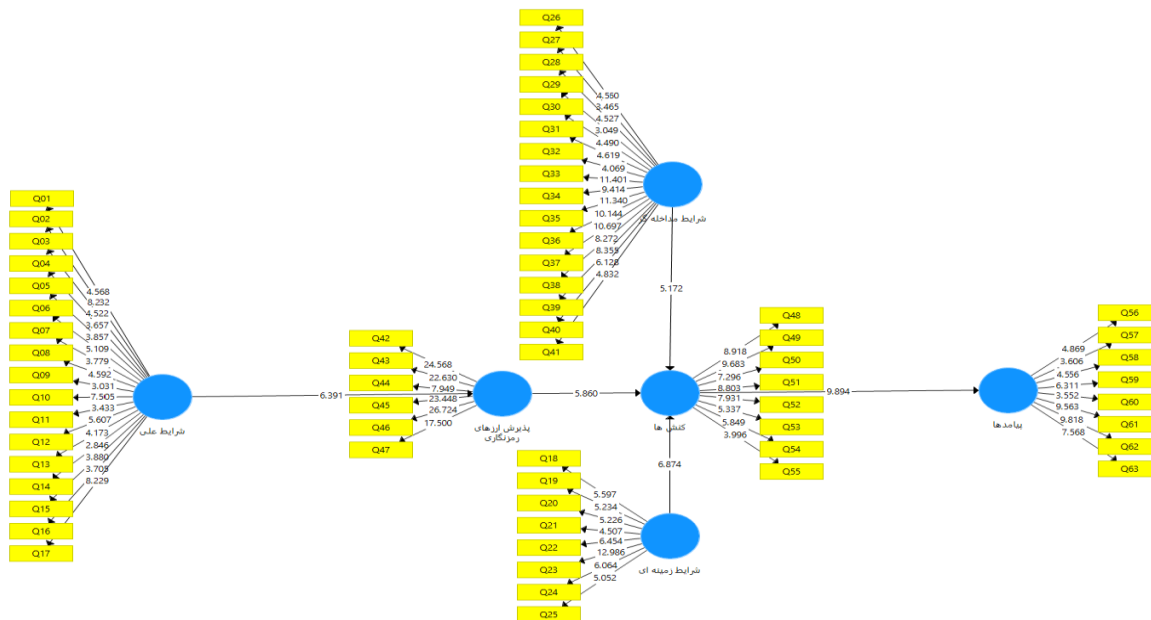 Q26
Q27
Q28
Q29
Q30
Q31
Q32
Q33
Q34
Q35
Q36
Q37
Q38
Q39
Q40
Q41
4.560
3.465
4.527
3.049
4.490
4.619
4.069
11.401
9.414
11.340
10.144
10.697
8.272
8.355
6.128
4.832
شرایط مداخله گ
5.172
Q01
Q02
Q03
Q04
Q05
Q06
Q07
Q08
Q09
Q10
Q11
Q12
Q13
Q14
Q15
Q16
Q17
4.568
8.232
4.522
3.657
3.857
5.109
3.779
4.592
3.031
7.505
3.433
5.607
4.173
2.846
3.880
3.705
8.229
شرایط علی
6.391
Q42
Q43
Q44
Q45
Q46
Q47
24.568
22.630
7.949
23.448
26.724
17.500
پذیرش ارزهای
رمزنگاری
5.860
کنش ها
Q48
Q49
Q50
Q51
Q52
Q53
Q54
Q55
8.918
9.683
7.296
8.803
7.931
5.337
5.849
3.996
9.894
پیامدها
Q56
Q57
Q58
Q59
Q60
Q61
Q62
Q63
4.869
3.606
4.556
6.311
3.552
9.563
9.818
7.568
6.874
Q18
Q19
Q20
Q21
Q22
Q23
Q24
Q25
5.597
5.234
5.226
4.507
6.454
12.986
6.064
5.052
شرایط زمینه ای